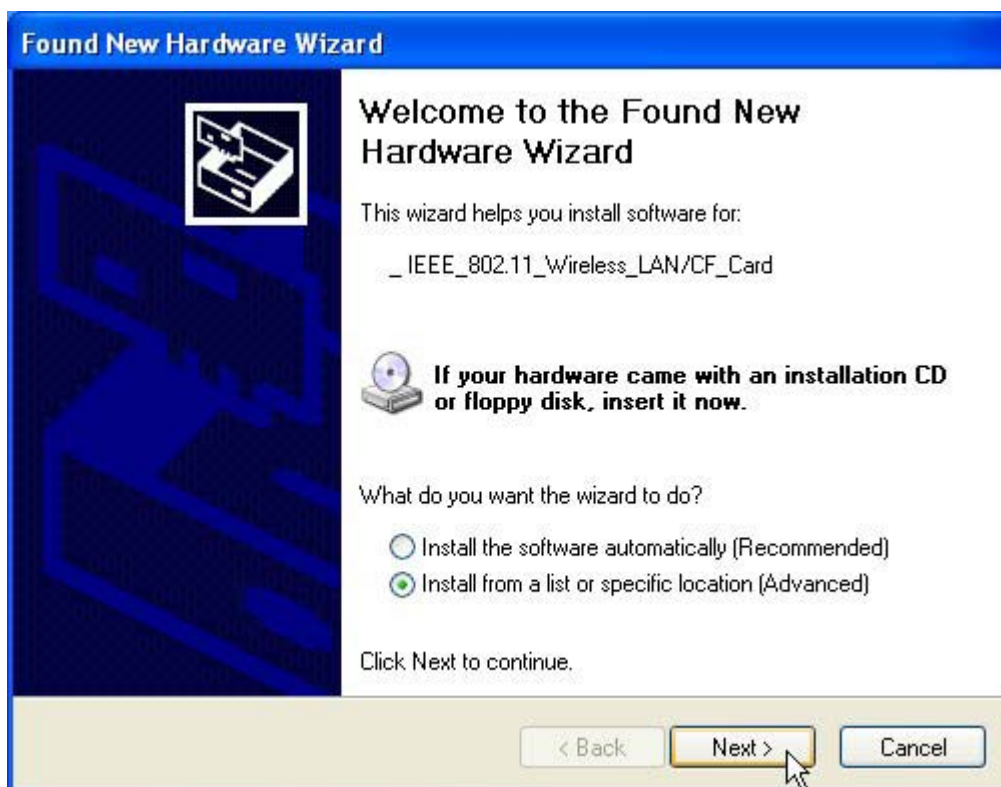 Found New Hardware Wizard
Welcome to the Found New
Hardware Wizard
This wizard helps you install software for:
_ IEEE_802.11_Wireless_LAN/CF_Card
If your hardware came with an installation CD
or floppy disk, insert it now.
What do you want the wizard to do?
Install the software automatically (Recommended)
Install from a list or specific location (Advanced)
Click Next to continue.
< Back Next > Cancel